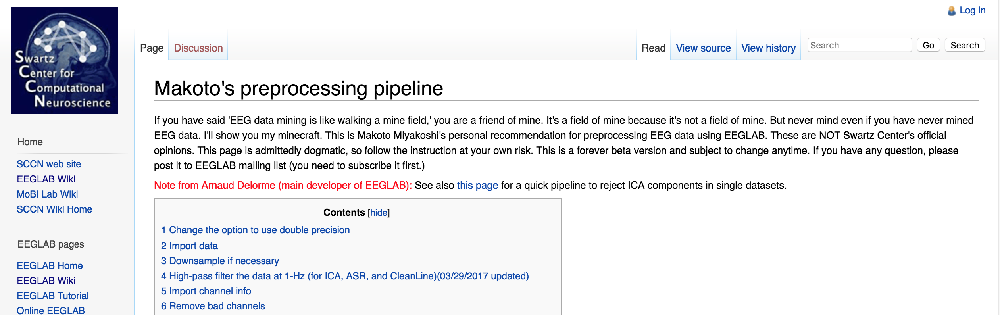 Log in
Page
Discussion
Read
View source
View history
Search
Go
Search
Swartz
Center for
Computational
Neuroscience
Makoto's preprocessing pipeline
If you have said 'EEG data mining is like walking a mine field,' you are a friend of mine. It's a field of mine because it's not a field of mine. But never mind even if you have never mined
EEG data. I'll show you my minecraft. This is Makoto Miyakoshi's personal recommendation for preprocessing EEG data using EEGLAB. These are NOT Swartz Center's official
opinions. This page is admittedly dogmatic, so follow the instruction at your own risk. This is a forever beta version and subject to change anytime. If you have any question, please
post it to EEGLAB mailing list (you need to subscribe it first.)
Note from Arnaud Delorme (main developer of EEGLAB): See also this page for a quick pipeline to reject ICA components in single datasets.
Contents [hide]
1 Change the option to use double precision
2 Import data
3 Downsample if necessary
4 High-pass filter the data at 1-Hz (for ICA, ASR, and CleanLine)(03/29/2017 updated)
5 Import channel info
6 Remove bad channels
Home
SCCN web site
EEGLAB Wiki
MoBI Lab Wiki
SCCN Wiki Home
EEGLAB pages
EEGLAB Home
EEGLAB Wiki
EEGLAB Tutorial
Online EEGLAB